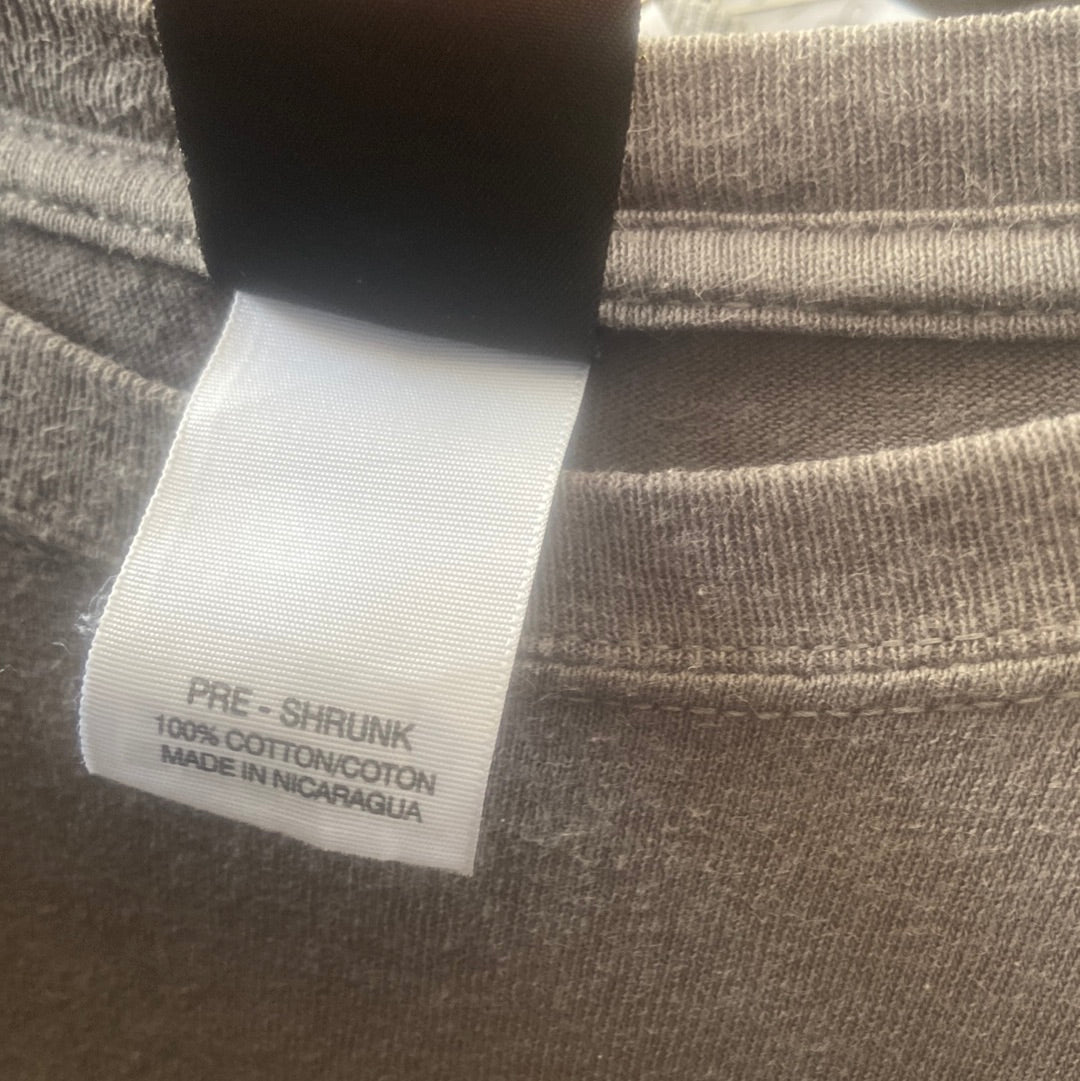 PRE - SHRUNK
100% COTTON/COTON
MADE IN NICARAGUA